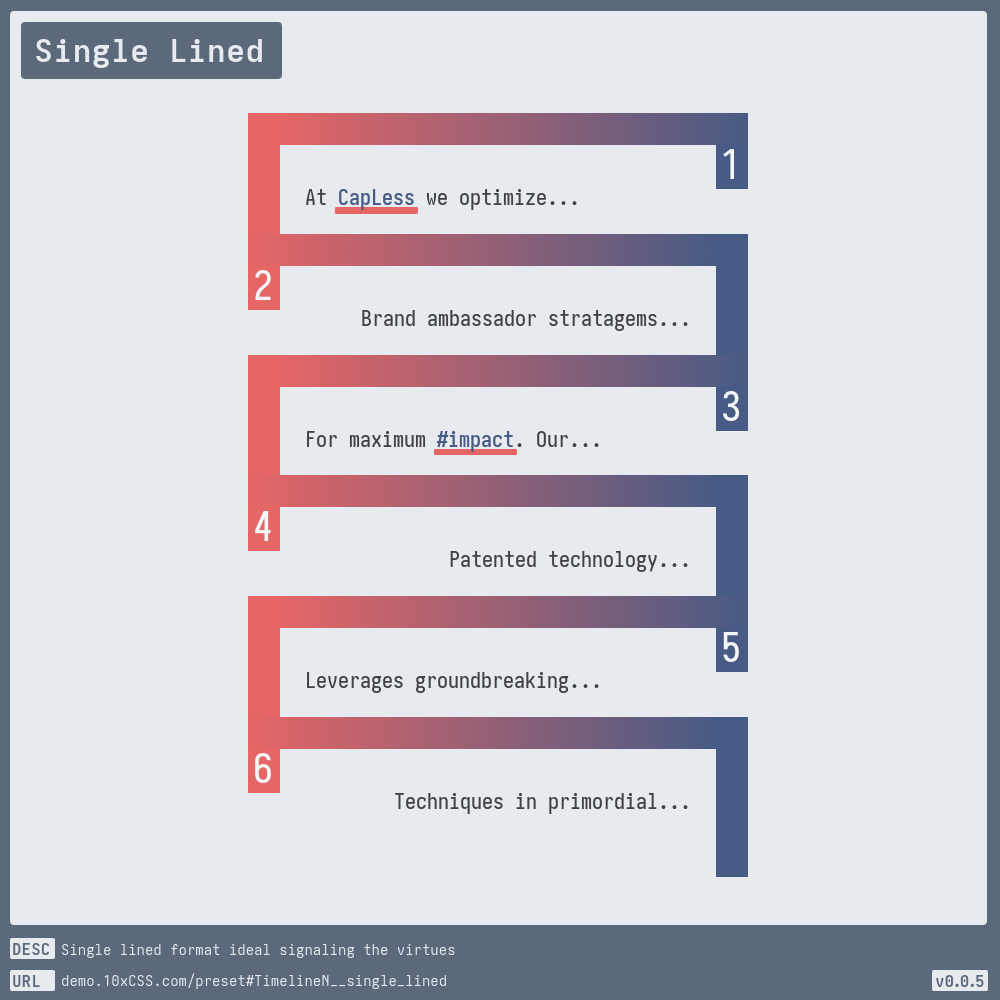 Single Lined
1
At CapLess we optimize...
2
Brand ambassador stratagems...
3
For maximum #impact. Our...
4
Patented technology...
5
Leverages groundbreaking...
6
Techniques in primordial...
DESC Single lined format ideal signaling the virtues
URL demo.10xCSS.com/preset#TimelineN__single_lined
v0.0.5